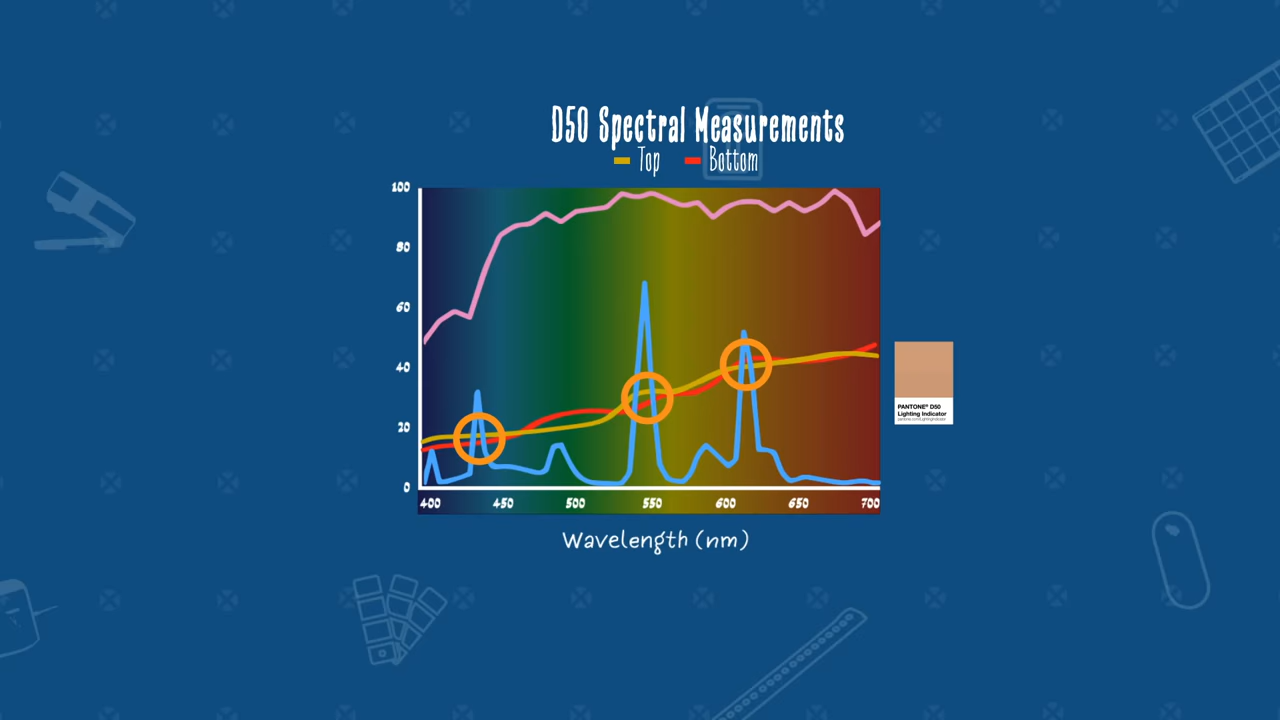 D50 Spectral Measurements
Top Bottom
100
80
60
40
20
0
400 450 500 550 600 650 700
Wavelength (nm)
PANTONE® D50
Lighting Indicator